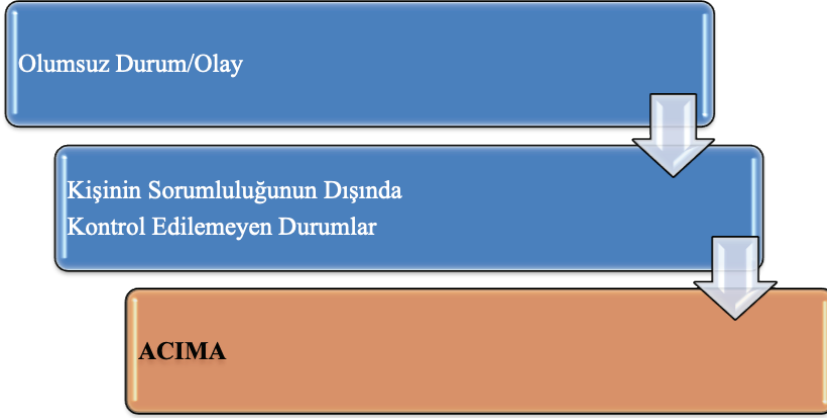 Olumsuz Durum/Olay
Kişinin Sorumluluğunun Dışında
Kontrol Edilemeyen Durumlar
ACIMA